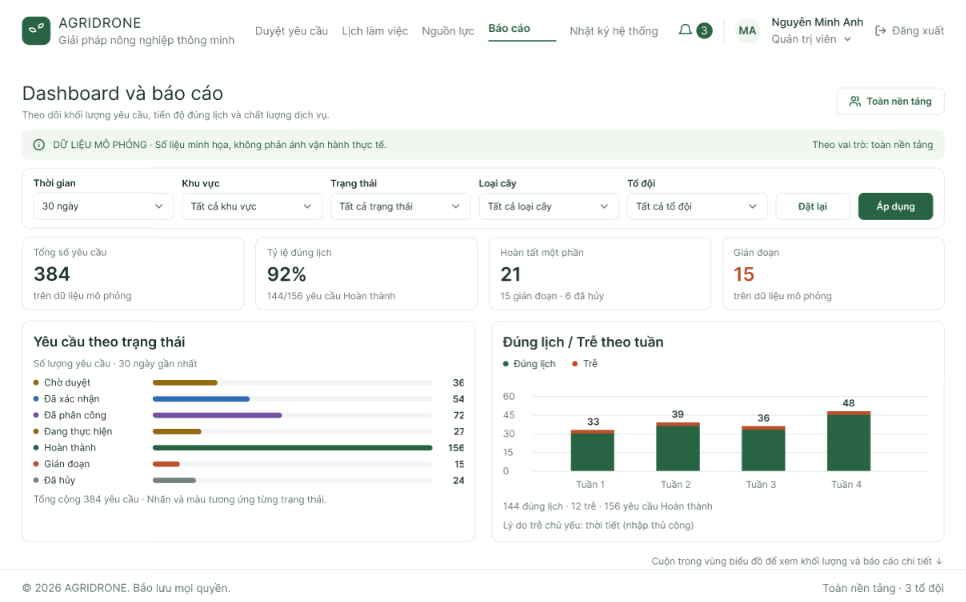 AGRIDRONE
Giải pháp nông nghiệp thông minh
Duyệt yêu cầu Lịch làm việc Nguồn lực Báo cáo Nhật ký hệ thống 3 MA
Nguyễn Minh Anh
Quản trị viên
Đăng xuất
Dashboard và báo cáo
Theo dõi khối lượng yêu cầu, tiến độ đúng lịch và chất lượng dịch vụ.
Toàn nền tảng
DỮ LIỆU MÔ PHỎNG · Số liệu minh họa, không phản ánh vận hành thực tế. Theo vai trò: toàn nền tảng
Thời gian Khu vực Trạng thái Loại cây Tổ đội
30 ngày Tất cả khu vực Tất cả trạng thái Tất cả loại cây Tất cả tổ đội Đặt lại Áp dụng
Tổng số yêu cầu
384
trên dữ liệu mô phỏng
Tỷ lệ đúng lịch
92%
144/156 yêu cầu Hoàn thành
Hoàn tất một phần
21
15 gián đoạn · 6 đã hủy
Gián đoạn
15
trên dữ liệu mô phỏng
Yêu cầu theo trạng thái
Số lượng yêu cầu · 30 ngày gần nhất
Chờ duyệt 36
Đã xác nhận 54
Đã phân công 72
Đang thực hiện 27
Hoàn thành 156
Gián đoạn 15
Đã hủy 24
Tổng cộng 384 yêu cầu · Nhãn và màu tương ứng từng trạng thái.
Đúng lịch / Trễ theo tuần
Đúng lịch Trễ
60
45
30
15
0
33 39 36 48
Tuần 1 Tuần 2 Tuần 3 Tuần 4
144 đúng lịch · 12 trễ · 156 yêu cầu Hoàn thành
Lý do trễ chủ yếu: thời tiết (nhập thủ công)
Cuộn trong vùng biểu đồ để xem khối lượng và báo cáo chi tiết ↓
© 2026 AGRIDRONE. Bảo lưu mọi quyền.
Toàn nền tảng · 3 tổ đội